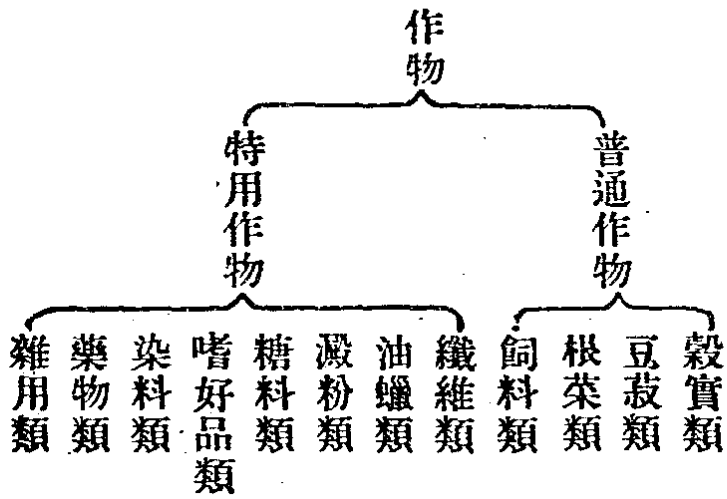 作物
普通作物
特用作物
穀實類
豆菽類
根菜類
飼料類
纖維類
油蠟類
澱粉類
糖料類
嗜好品類
染料類
藥物類
雜用類